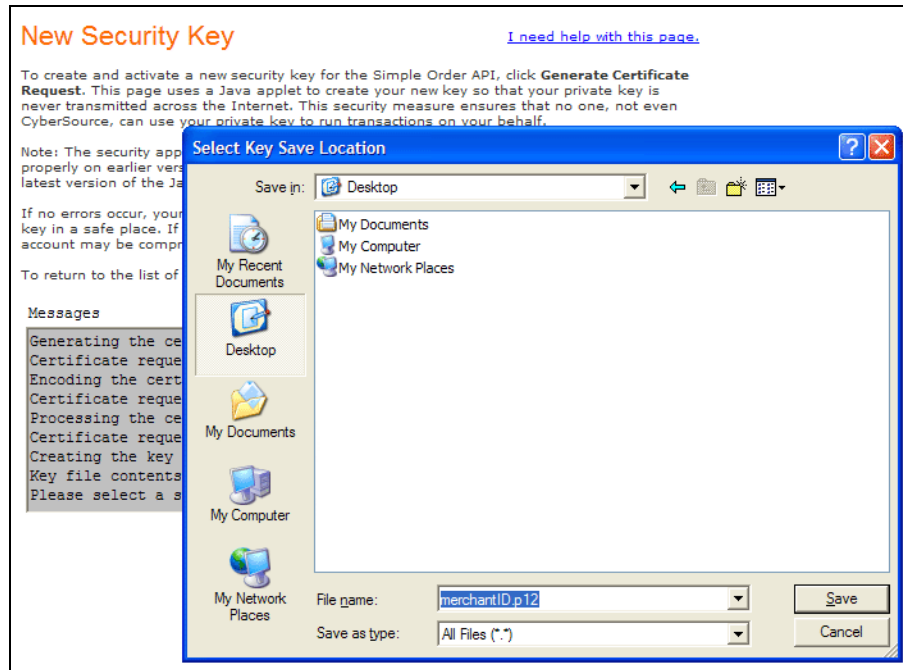 New Security Key
I need help with this page.
To create and activate a new security key for the Simple Order API, click Generate Certificate
Request. This page uses a Java applet to create your new key so that your private key is
never transmitted across the Internet. This security measure ensures that no one, not even
CyberSource, can use your private key to run transactions on your behalf.
Note: The security app
properly on earlier vers
latest version of the Ja
If no errors occur, your
key in a safe place. If
account may be compr
To return to the list of
Messages
Generating the ce
Certificate reque
Encoding the cert
Certificate reque
Processing the ce
Certificate reque
Creating the key
Key file contents
Please select a s
Select Key Save Location
Save in:
Desktop
My Recent
Documents
Desktop
My Documents
My Computer
My Network
Places
My Documents
My Computer
My Network Places
File name:
merchantID.p12
Save
Save as type:
All Files (*.*)
Cancel